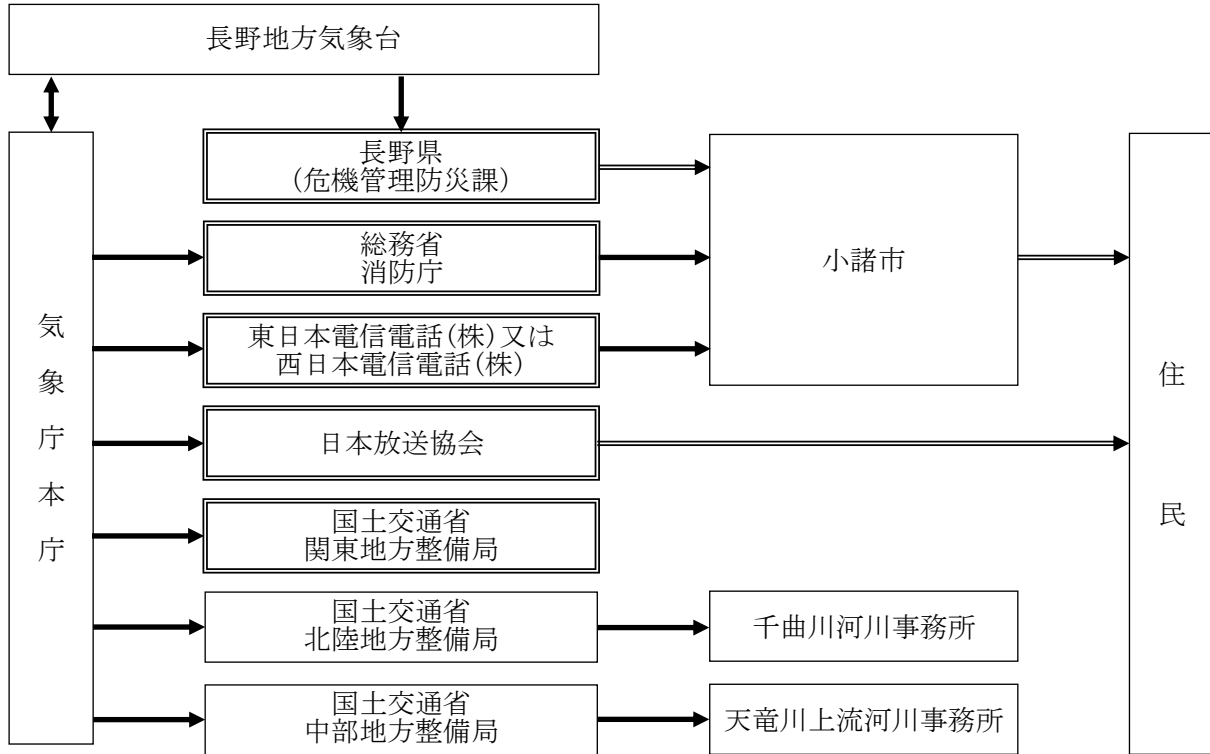 長野地方気象台
長野県
(危機管理防災課)
総務省
消防庁
小諸市
気象庁本庁
東日本電信電話(株)又は
西日本電信電話(株)
住民
日本放送協会
国土交通省
関東地方整備局
国土交通省
北陸地方整備局
千曲川河川事務所
国土交通省
中部地方整備局
天竜川上流河川事務所